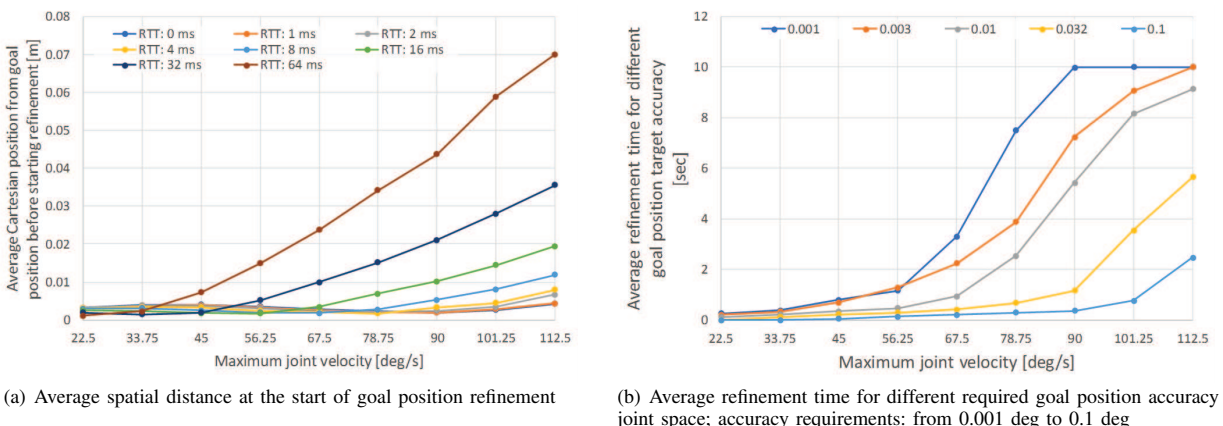 Average Cartesian position from goal
position before starting refinement [m]
0.08
0.07
0.06
0.05
0.04
0.03
0.02
0.01
0
RTT: 0 ms
RTT: 1 ms
RTT: 2 ms
RTT: 4 ms
RTT: 8 ms
RTT: 16 ms
RTT: 32 ms
RTT: 64 ms
22.5 33.75 45 56.25 67.5 78.75 90 101.25 112.5
Maximum joint velocity [deg/s]
(a) Average spatial distance at the start of goal position refinement
Average refinement time for different
goal position target accuracy
[sec]
12
10
8
6
4
2
0
0.001 0.003 0.01 0.032 0.1
22.5 33.75 45 56.25 67.5 78.75 90 101.25 112.5
Maximum joint velocity [deg/s]
(b) Average refinement time for different required goal position accuracy
joint space; accuracy requirements: from 0.001 deg to 0.1 deg